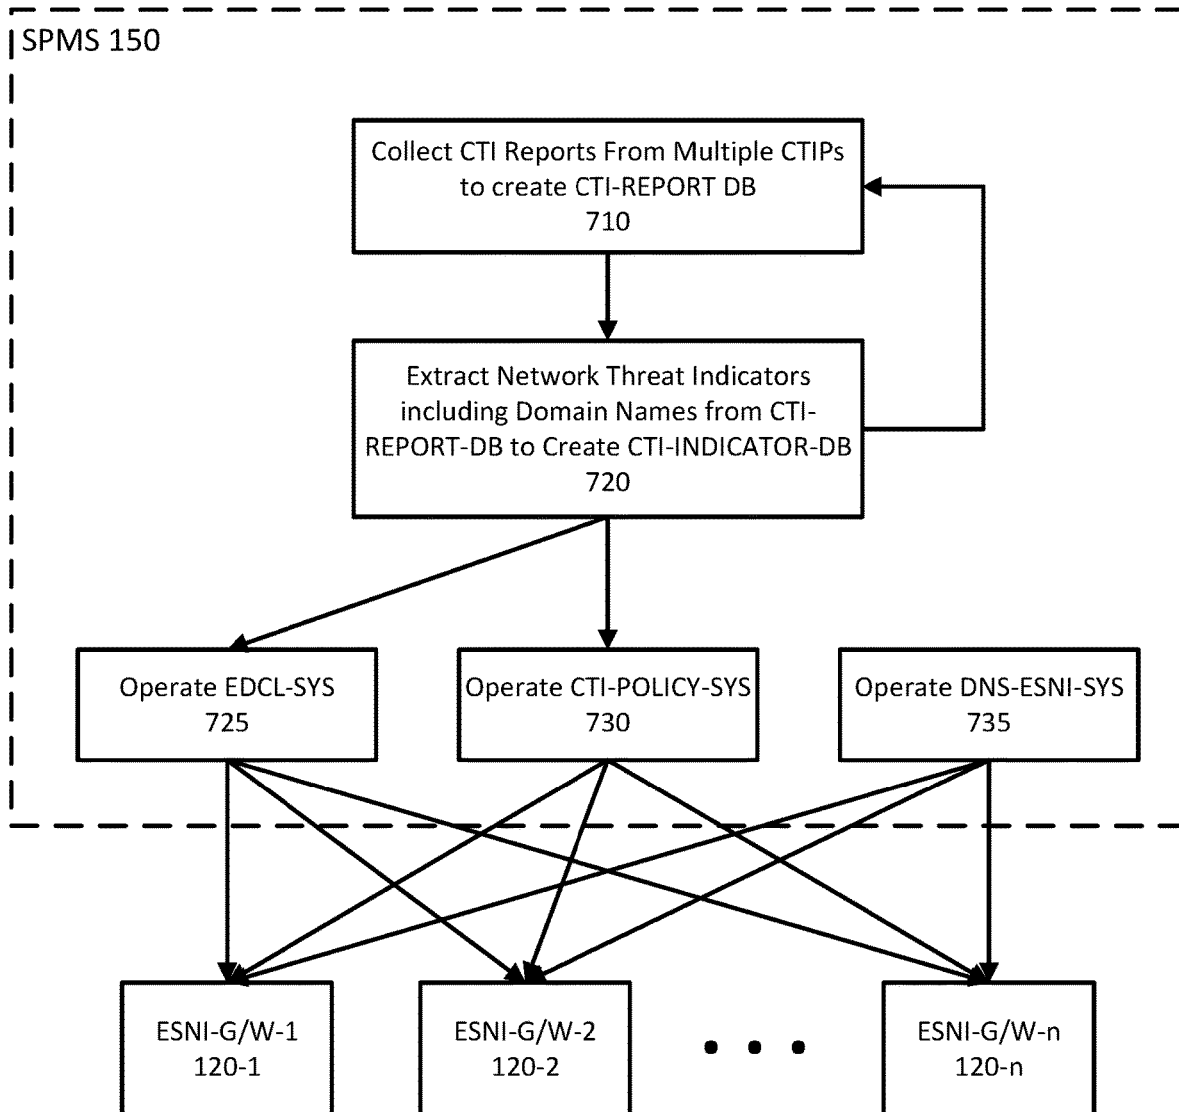 SPMS 150
Collect CTI Reports From Multiple CTIPs
to create CTI-REPORT DB
710
Extract Network Threat Indicators
including Domain Names from CTI-
REPORT-DB to Create CTI-INDICATOR-DB
720
Operate EDCL-SYS
725
Operate CTI-POLICY-SYS
730
Operate DNS-ESNI-SYS
735
ESNI-G/W-1
120-1
ESNI-G/W-2
120-2
ESNI-G/W-n
120-n